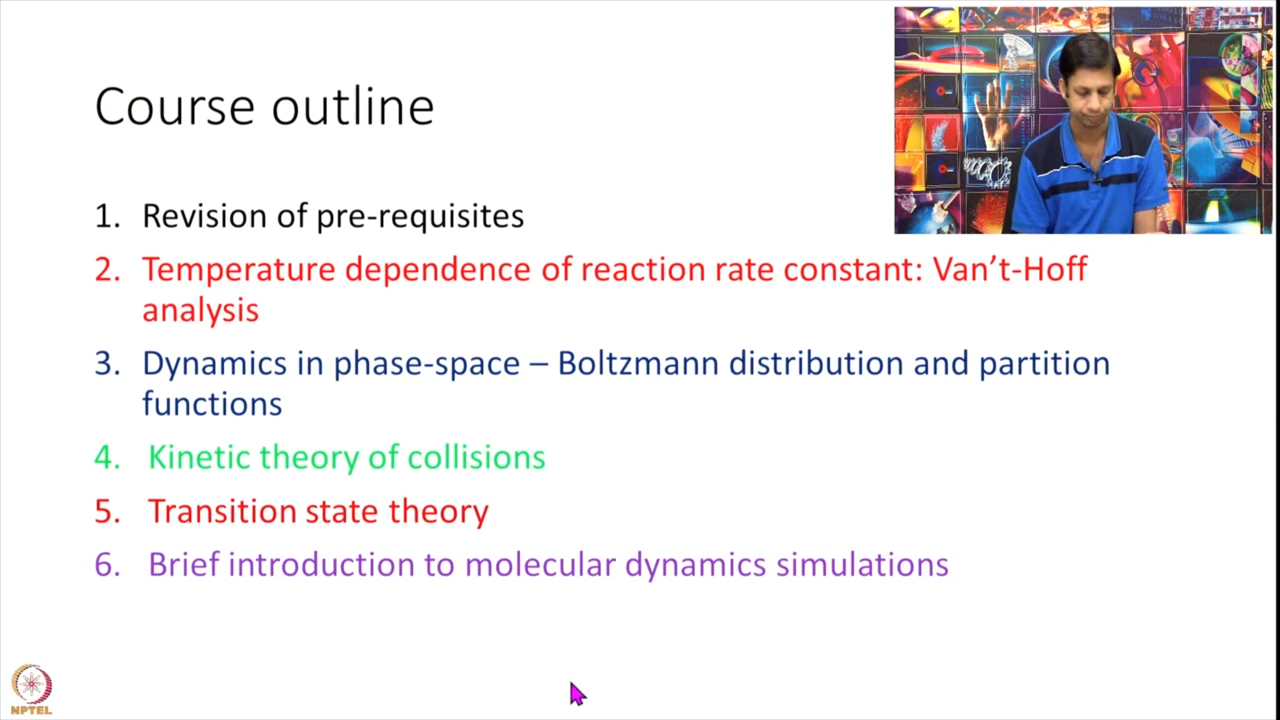 Course outline
1. Revision of pre-requisites
2. Temperature dependence of reaction rate constant: Van’t-Hoff
analysis
3. Dynamics in phase-space – Boltzmann distribution and partition
functions
4. Kinetic theory of collisions
5. Transition state theory
6. Brief introduction to molecular dynamics simulations
NPTEL